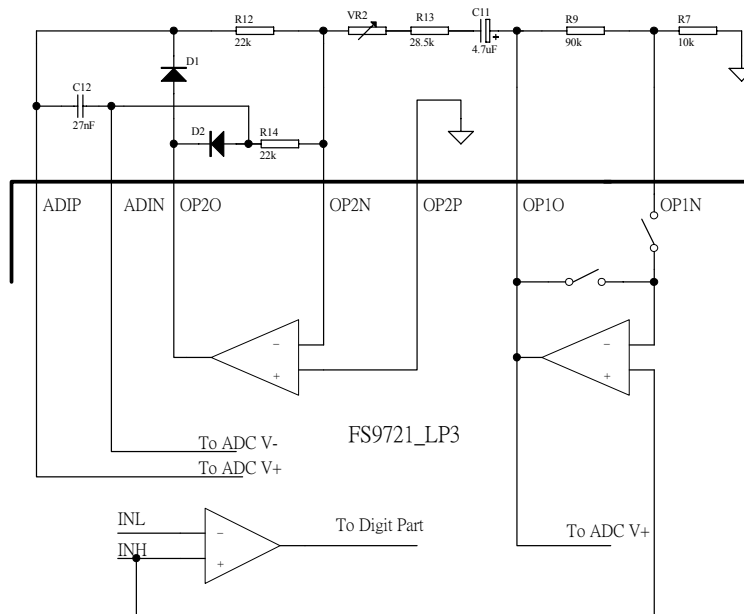 R12
22k
VR2
R13
28.5k
C11
4.7uF
+
R9
90k
R7
10k
D1
C12
27nF
D2
R14
22k
ADIP
ADIN
OP2O
OP2N
OP2P
OP1O
OP1N
−
+
−
+
FS9721_LP3
To ADC V-
To ADC V+
INL
INH
−
+
To Digit Part
To ADC V+